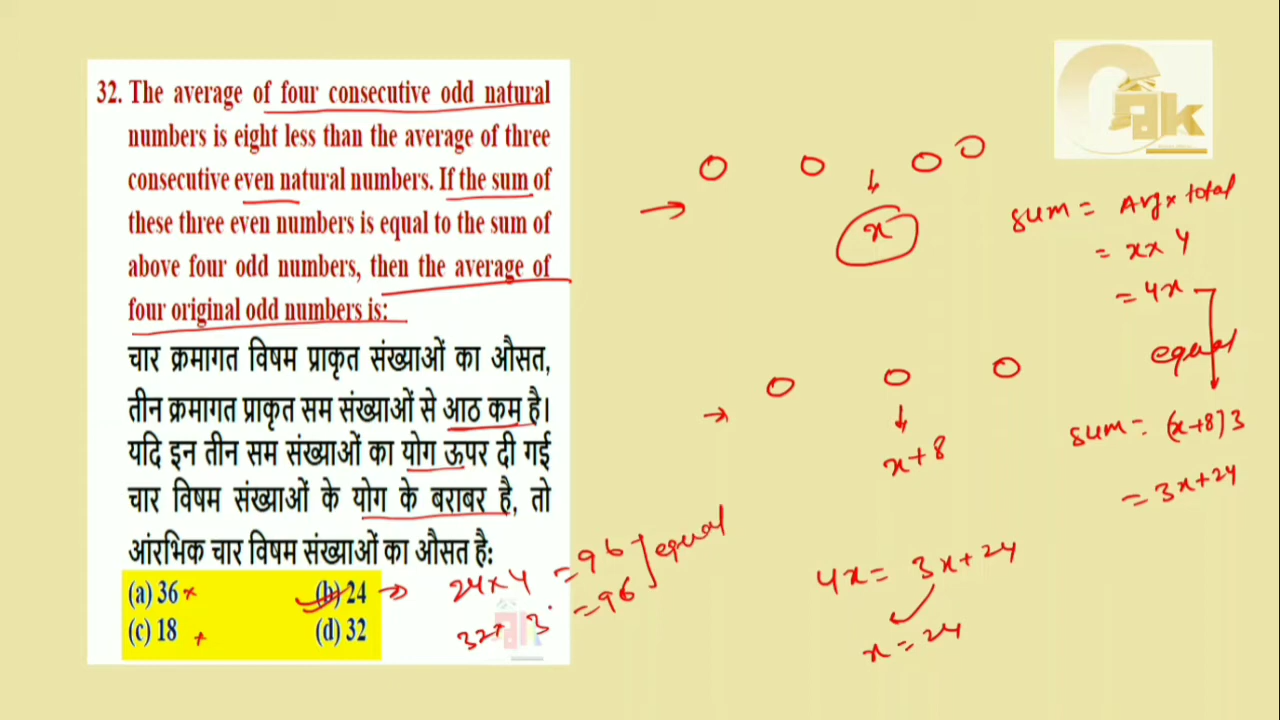 32. The average of four consecutive odd natural
numbers is eight less than the average of three
consecutive even natural numbers. If the sum of
these three even numbers is equal to the sum of
above four odd numbers, then the average of
four original odd numbers is:
चार क्रमागत विषम प्राकृत संख्याओं का औसत,
तीन क्रमागत प्राकृत सम संख्याओं से आठ कम है।
यदि इन तीन सम संख्याओं का योग ऊपर दी गई
चार विषम संख्याओं के योग के बराबर है, तो
आंरभिक चार विषम संख्याओं का औसत है:
(a) 36 (b) 24
(c) 18 (d) 32
24×4 = 96
32× 3 = 96
equal
x
sum = Avg × total
= x× 4
= 4x
equal
x+8
sum = (x+8) 3
= 3x+24
4x = 3x+24
x = 24